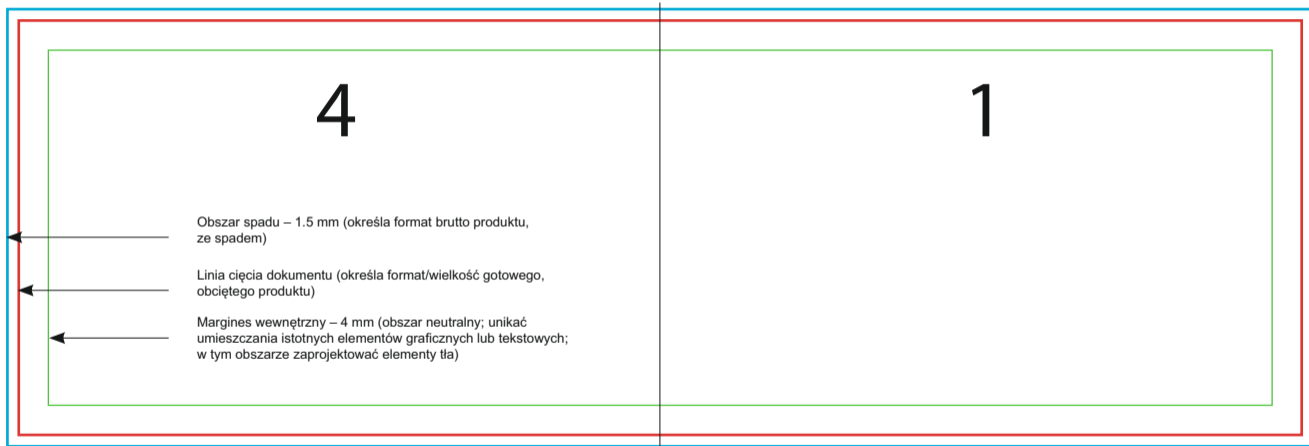 4
1
Obszar spadu – 1.5 mm (określa format brutto produktu,
ze spadem)
Linia cięcia dokumentu (określa format/wielkość gotowego,
obciętego produktu)
Margines wewnętrzny – 4 mm (obszar neutralny; unikać
umieszczania istotnych elementów graficznych lub tekstowych;
w tym obszarze zaprojektować elementy tła)